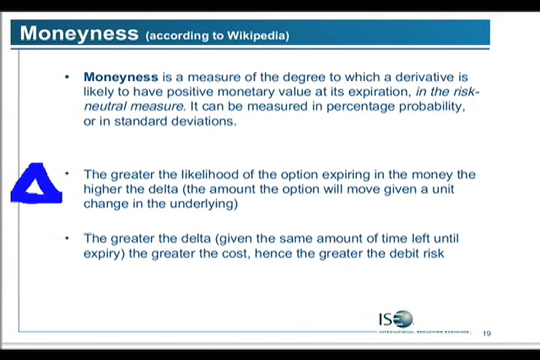 Moneyness (according to Wikipedia)
• Moneyness is a measure of the degree to which a derivative is
likely to have positive monetary value at its expiration, in the risk-
neutral measure. It can be measured in percentage probability,
or in standard deviations.
• The greater the likelihood of the option expiring in the money the
higher the delta (the amount the option will move given a unit
change in the underlying)
• The greater the delta (given the same amount of time left until
expiry) the greater the cost, hence the greater the debit risk
ISE
INTERNATIONAL SECURITIES EXCHANGE.
19